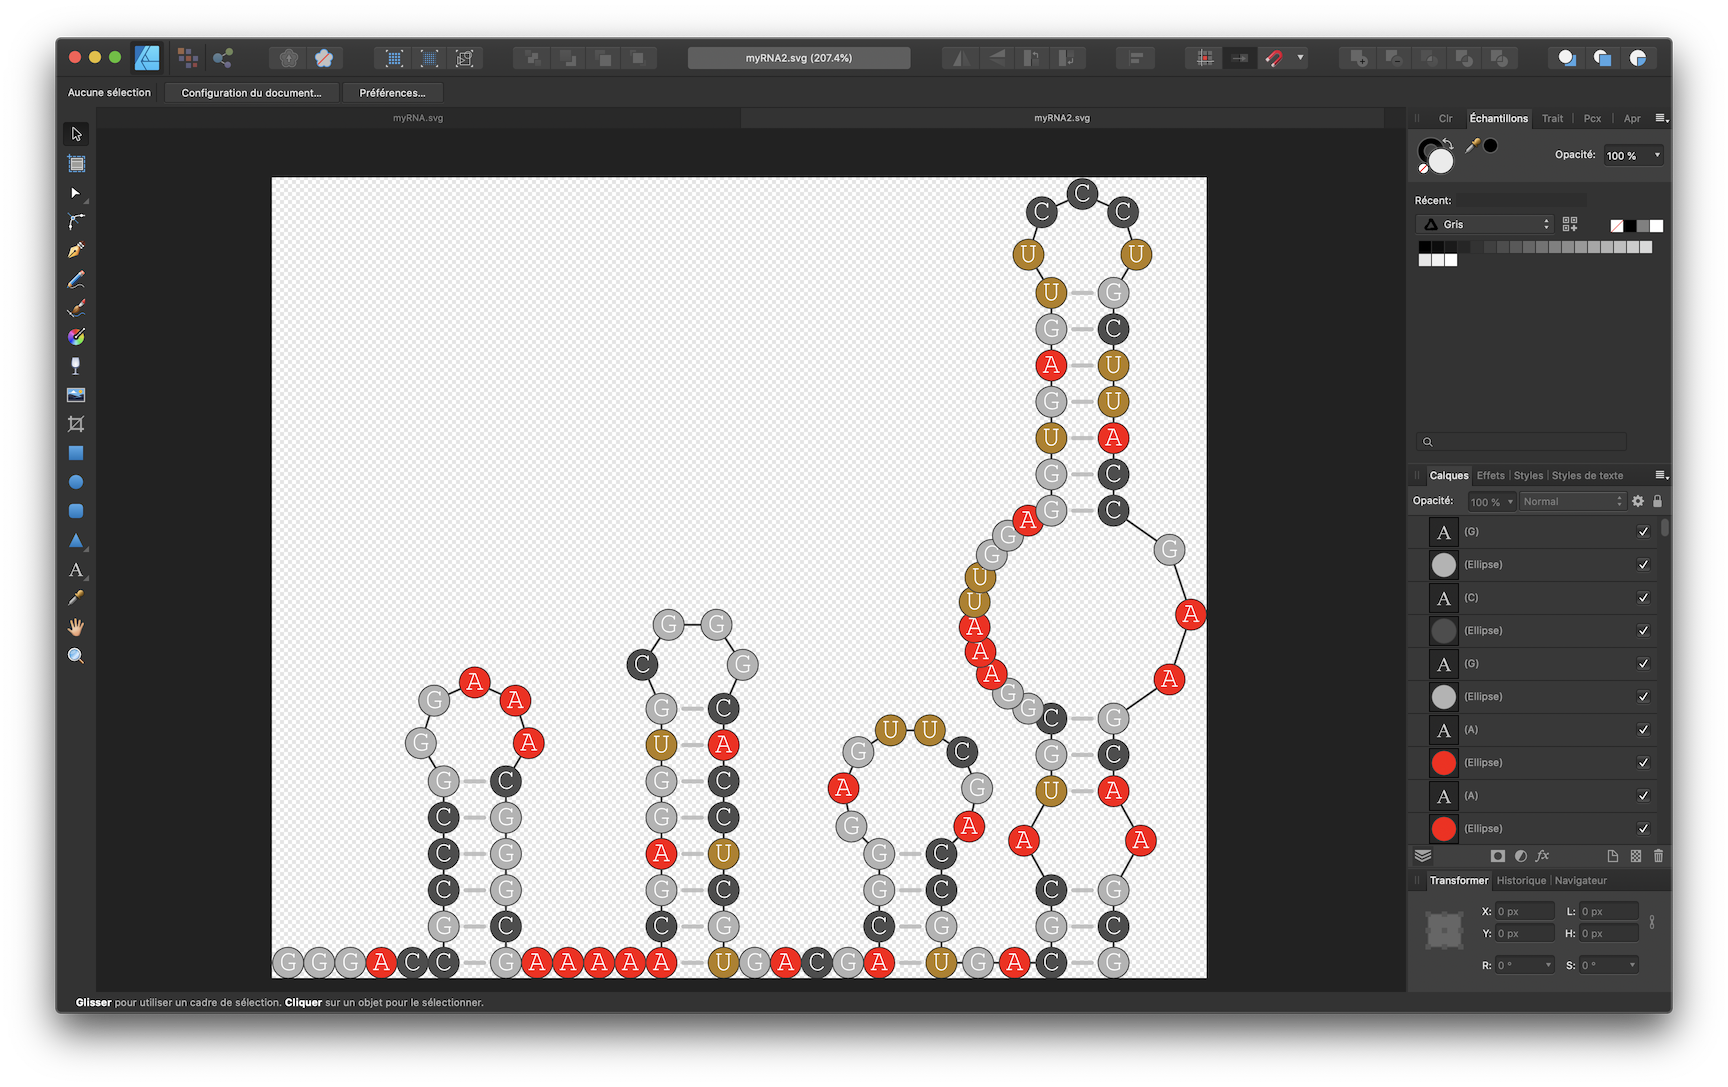 myRNA2.svg (207.4%)
Aucune sélection
Configuration du document...
Préférences...
myRNA.svg
myRNA2.svg
Clr
Échantillons
Trait
Pcx
Apr
Opacité: 100 %
Récent:
Gris
Calques
Effets
Styles
Styles de texte
Opacité: 100 % Normal
A (G)
(Ellipse)
A (C)
(Ellipse)
A (G)
(Ellipse)
A (A)
(Ellipse)
A (A)
(Ellipse)
fx
Transformer
Historique
Navigateur
X: 0 px L: 0 px
Y: 0 px H: 0 px
R: 0 ° S: 0 °
A
C
C C
U U
U G
G C
A U
G U
U A
G C
G C
A
G
G
G
U
U
A
A
A
A
A
G
G
C G
G C
U A
A A
C G
G C
G G
C G
G C
U A
G C
G C
A U
G C
C G
A A
G A
G A
G C
C G
C G
C G
G C
U U
G C
A G
G A
G C
G C
C G
G G G A C C G A A A A A U G A C G A U G A C G
Glisser pour utiliser un cadre de sélection. Cliquer sur un objet pour le sélectionner.